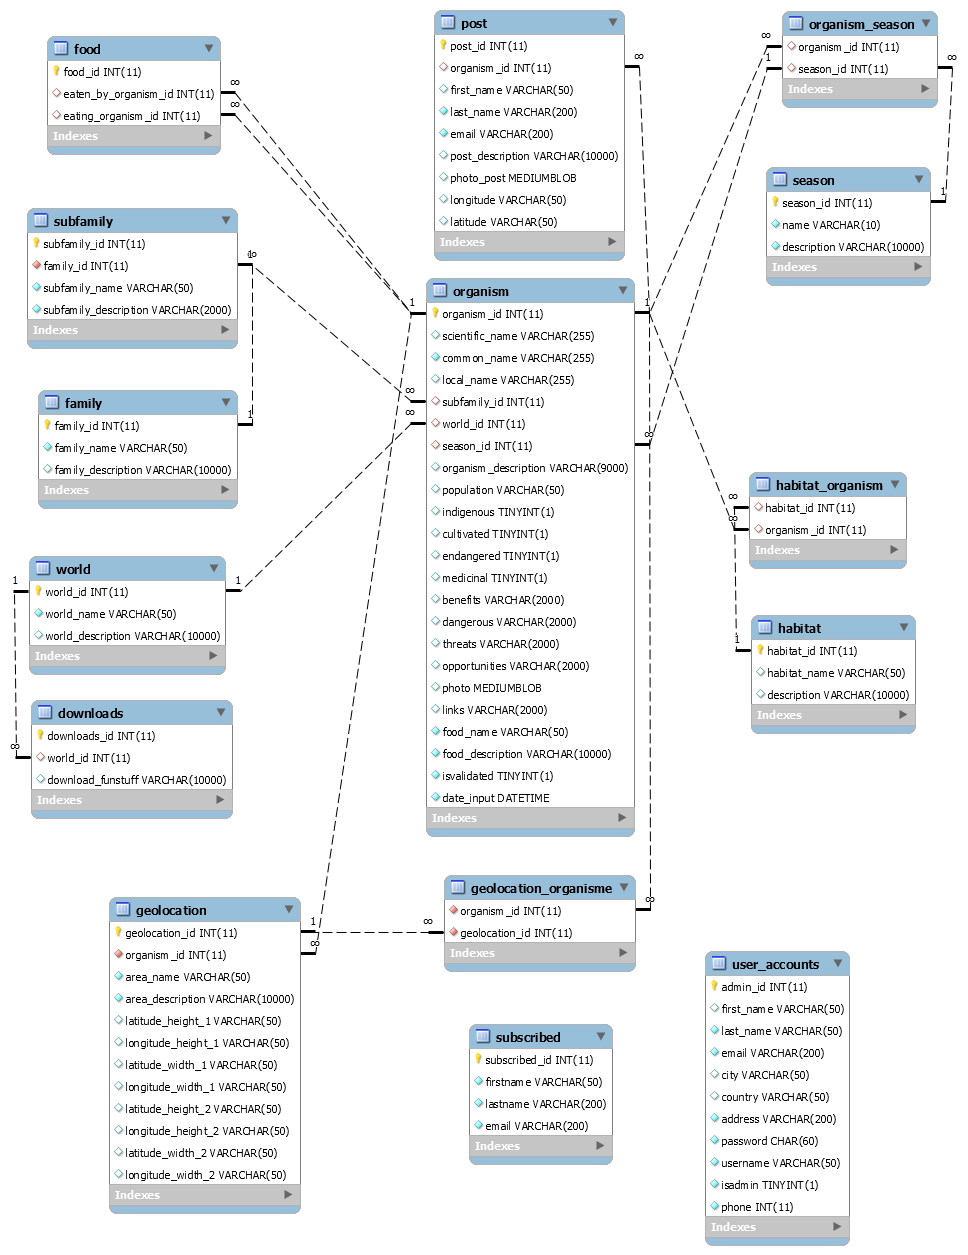 food
food_id INT(11)
eaten_by_organism_id INT(11)
eating_organism_id INT(11)
Indexes
∞
∞
subfamily
subfamily_id INT(11)
family_id INT(11)
subfamily_name VARCHAR(50)
subfamily_description VARCHAR(2000)
Indexes
family
family_id INT(11)
family_name VARCHAR(50)
family_description VARCHAR(10000)
Indexes
1
world
world_id INT(11)
world_name VARCHAR(50)
world_description VARCHAR(10000)
Indexes
1
1
downloads
downloads_id INT(11)
world_id INT(11)
download_funstuff VARCHAR(10000)
Indexes
∞
post
post_id INT(11)
organism_id INT(11)
first_name VARCHAR(50)
last_name VARCHAR(200)
email VARCHAR(200)
post_description VARCHAR(10000)
photo_post MEDIUMBLOB
longitude VARCHAR(50)
latitude VARCHAR(50)
Indexes
∞
organism
organism_id INT(11)
scientific_name VARCHAR(255)
common_name VARCHAR(255)
local_name VARCHAR(255)
subfamily_id INT(11)
world_id INT(11)
season_id INT(11)
organism_description VARCHAR(9000)
population VARCHAR(50)
indigenous TINYINT(1)
cultivated TINYINT(1)
endangered TINYINT(1)
medicinal TINYINT(1)
benefits VARCHAR(2000)
dangerous VARCHAR(2000)
threats VARCHAR(2000)
opportunities VARCHAR(2000)
photo MEDIUMBLOB
links VARCHAR(2000)
food_name VARCHAR(50)
food_description VARCHAR(10000)
isvalidated TINYINT(1)
date_input DATETIME
Indexes
1
∞
∞
1
∞
organism_season
organism_id INT(11)
season_id INT(11)
Indexes
∞
1
∞
season
season_id INT(11)
name VARCHAR(10)
description VARCHAR(10000)
Indexes
1
habitat_organism
habitat_id INT(11)
organism_id INT(11)
Indexes
∞
∞
habitat
habitat_id INT(11)
habitat_name VARCHAR(50)
description VARCHAR(10000)
Indexes
1
geolocation
geolocation_id INT(11)
organism_id INT(11)
area_name VARCHAR(50)
area_description VARCHAR(10000)
latitude_height_1 VARCHAR(50)
longitude_height_1 VARCHAR(50)
latitude_width_1 VARCHAR(50)
longitude_width_1 VARCHAR(50)
latitude_height_2 VARCHAR(50)
longitude_height_2 VARCHAR(50)
latitude_width_2 VARCHAR(50)
longitude_width_2 VARCHAR(50)
Indexes
1
∞
geolocation_organisme
organism_id INT(11)
geolocation_id INT(11)
Indexes
∞
∞
subscribed
subscribed_id INT(11)
firstname VARCHAR(50)
lastname VARCHAR(200)
email VARCHAR(200)
Indexes
user_accounts
admin_id INT(11)
first_name VARCHAR(50)
last_name VARCHAR(50)
email VARCHAR(200)
city VARCHAR(50)
country VARCHAR(50)
address VARCHAR(200)
password CHAR(60)
username VARCHAR(50)
isadmin TINYINT(1)
phone INT(11)
Indexes